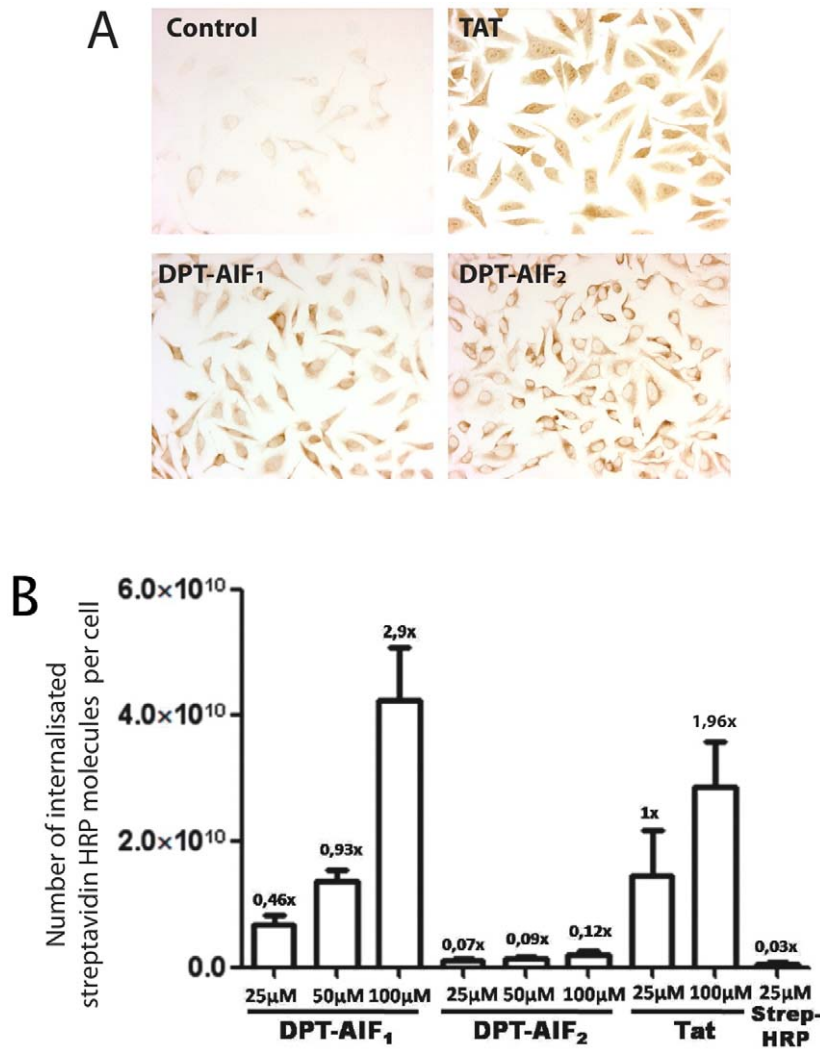 A
Control
TAT
DPT-AIF₁
DPT-AIF₂
B
Number of internalisated
streptavidin HRP molecules per cell
6.0×10¹⁰
4.0×10¹⁰
2.0×10¹⁰
0.0
0,46x
0,93x
2,9x
0,07x
0,09x
0,12x
1x
1,96x
0,03x
25µM 50µM 100µM 25µM 50µM 100µM 25µM 100µM 25µM
DPT-AIF₁ DPT-AIF₂ Tat Strep-
HRP